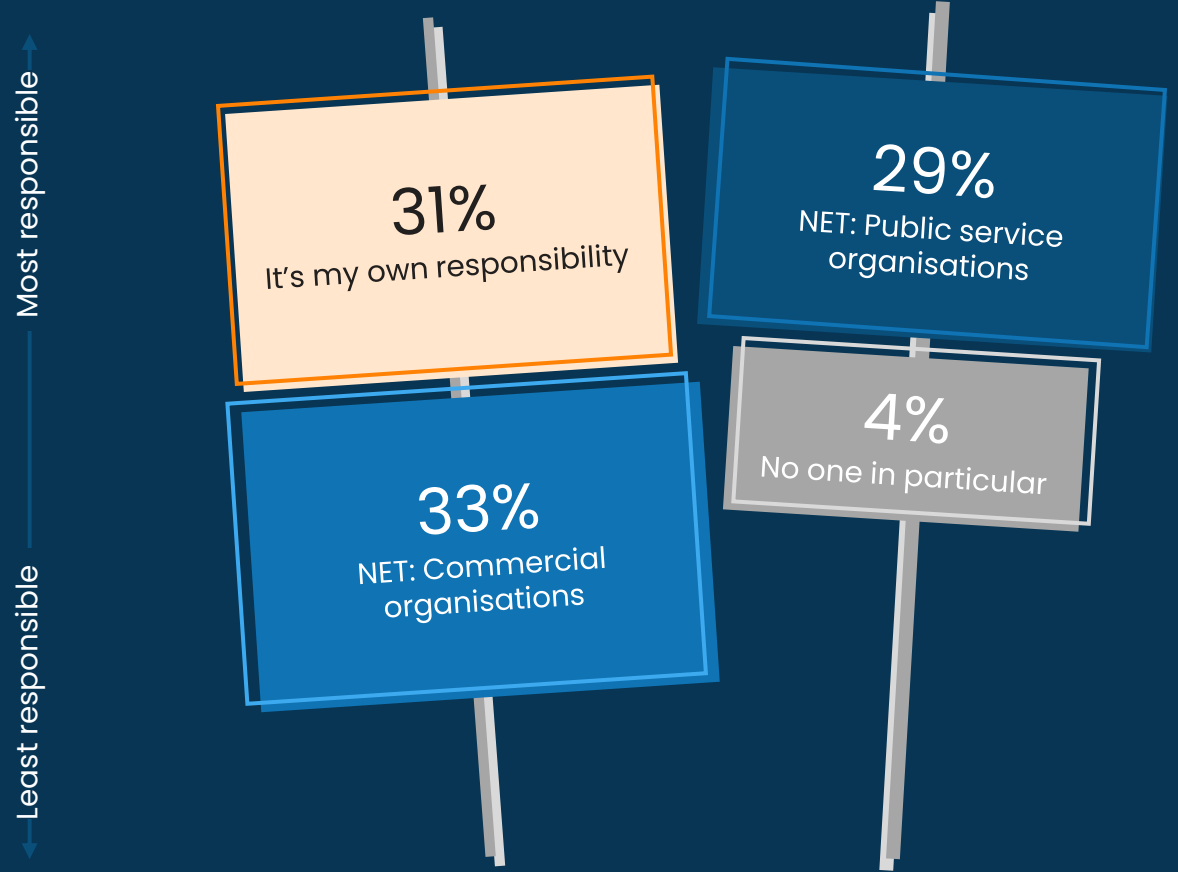 Most responsible
Least responsible
31%
It’s my own responsibility
33%
NET: Commercial
organisations
29%
NET: Public service
organisations
4%
No one in particular